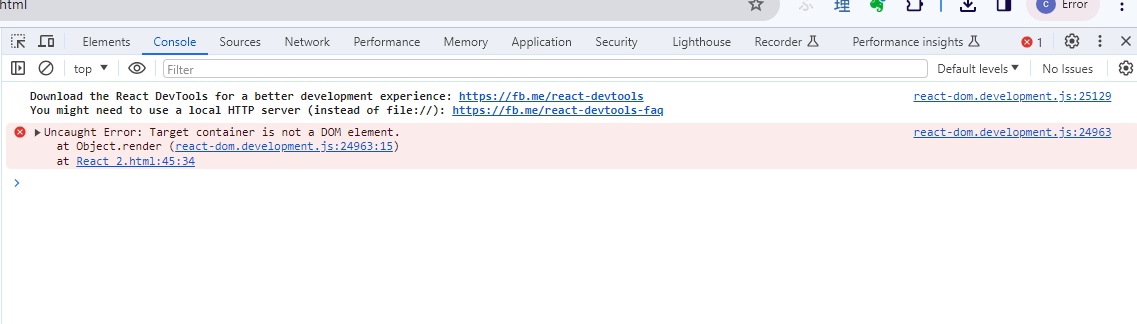 html
理
C Error
Elements Console Sources Network Performance Memory Application Security Lighthouse Recorder Performance insights 1
top Filter Default levels No Issues
Download the React DevTools for a better development experience: https://fb.me/react-devtools react-dom.development.js:25129
You might need to use a local HTTP server (instead of file://): https://fb.me/react-devtools-faq
Uncaught Error: Target container is not a DOM element. react-dom.development.js:24963
at Object.render (react-dom.development.js:24963:15)
at React 2.html:45:34